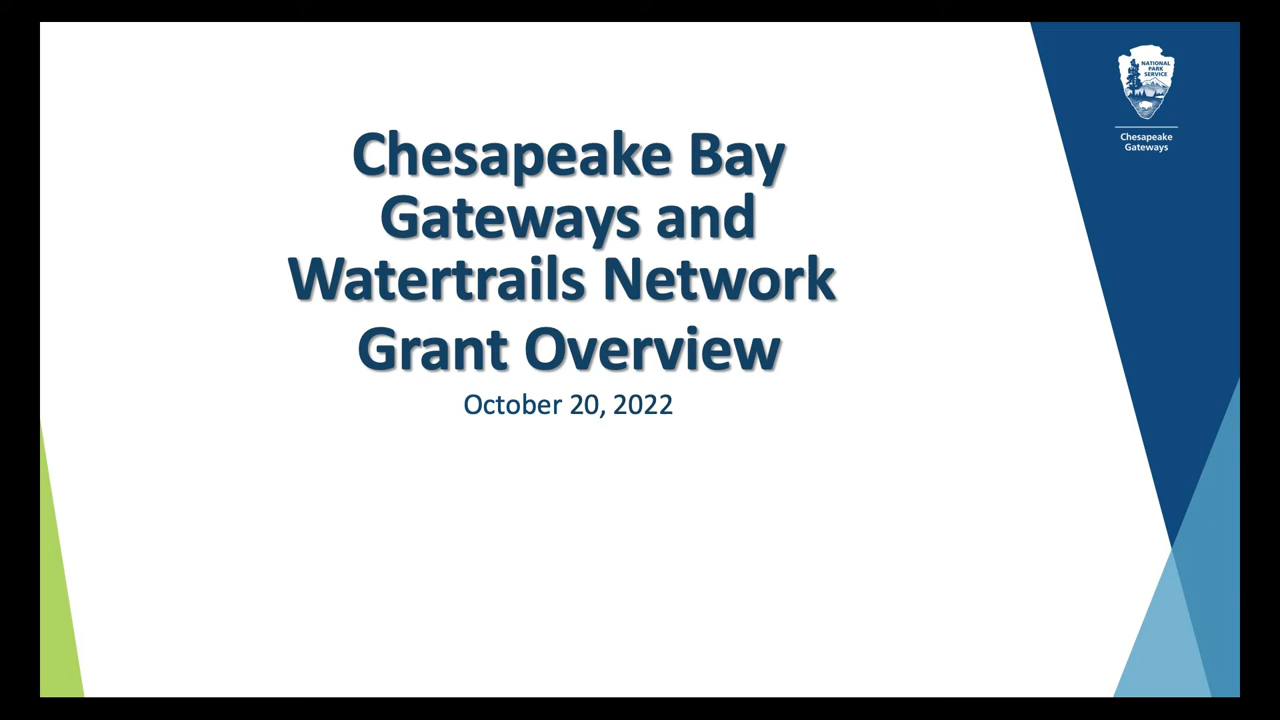 Chesapeake Bay
Gateways and
Watertrails Network
Grant Overview
October 20, 2022
NATIONAL
PARK
SERVICE
Chesapeake
Gateways